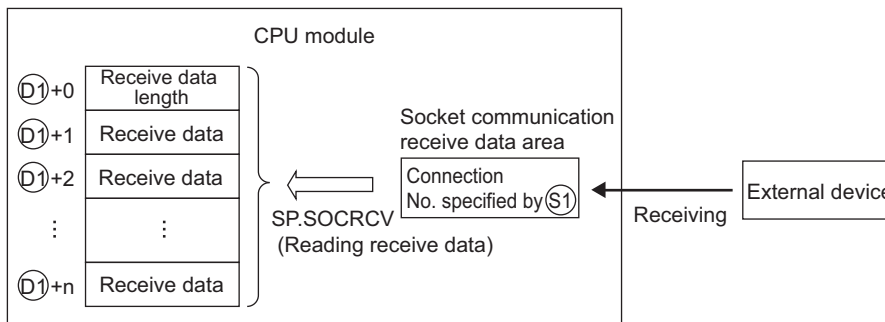 CPU module
D1+0
Receive data
length
D1+1
Receive data
D1+2
Receive data
⋮
⋮
D1+n
Receive data
SP.SOCRCV
(Reading receive data)
Socket communication
receive data area
Connection
No. specified by S1
Receiving
External device